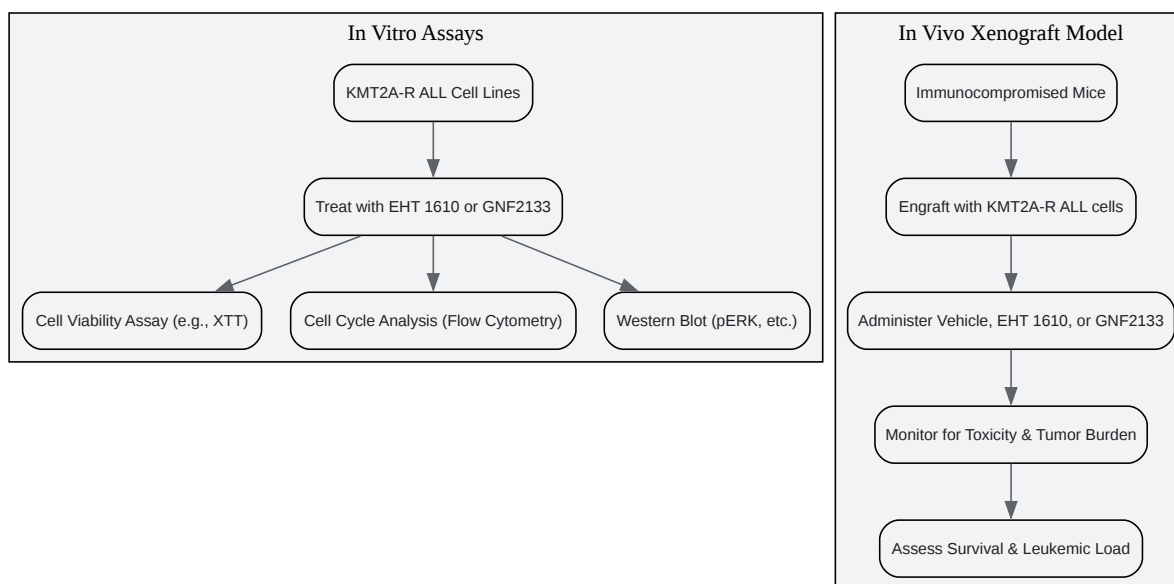 In Vitro Assays
KMT2A-R ALL Cell Lines
Treat with EHT 1610 or GNF2133
Cell Viability Assay (e.g., XTT)
Cell Cycle Analysis (Flow Cytometry)
Western Blot (pERK, etc.)
In Vivo Xenograft Model
Immunocompromised Mice
Engraft with KMT2A-R ALL cells
Administer Vehicle, EHT 1610, or GNF2133
Monitor for Toxicity & Tumor Burden
Assess Survival & Leukemic Load